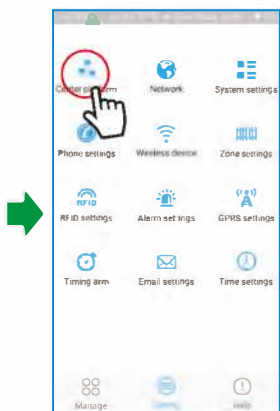 Network
System settings
Phone settings
Wireless device
Zone settings
RFID
RFID settings
Alarm settings
GPRS settings
Timing arm
Email settings
Time settings
Manage